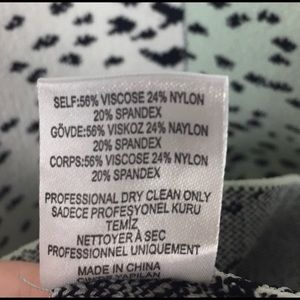 SELF:56% VISCOSE 24% NYLON
20% SPANDEX
GÖVDE:56% VISKOZ 24% NAYLON
20% SPANDEX
CORPS:56% VISCOSE 24% NYLON
20% SPANDEX
PROFESSIONAL DRY CLEAN ONLY
SADECE PROFESYONEL KURU
TEMİZ
NETTOYER À SEC
PROFESSIONNEL UNIQUEMENT
MADE IN CHINA